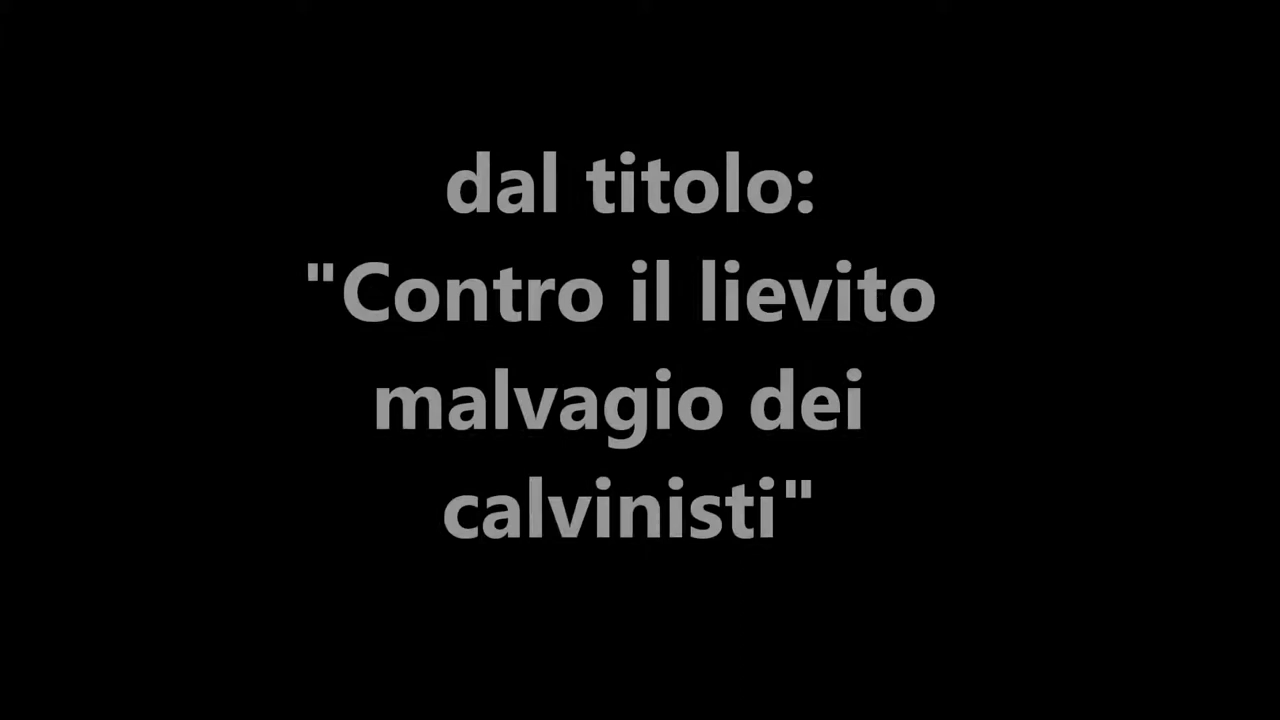 dal titolo:
"Contro il lievito
malvagio dei
calvinisti"